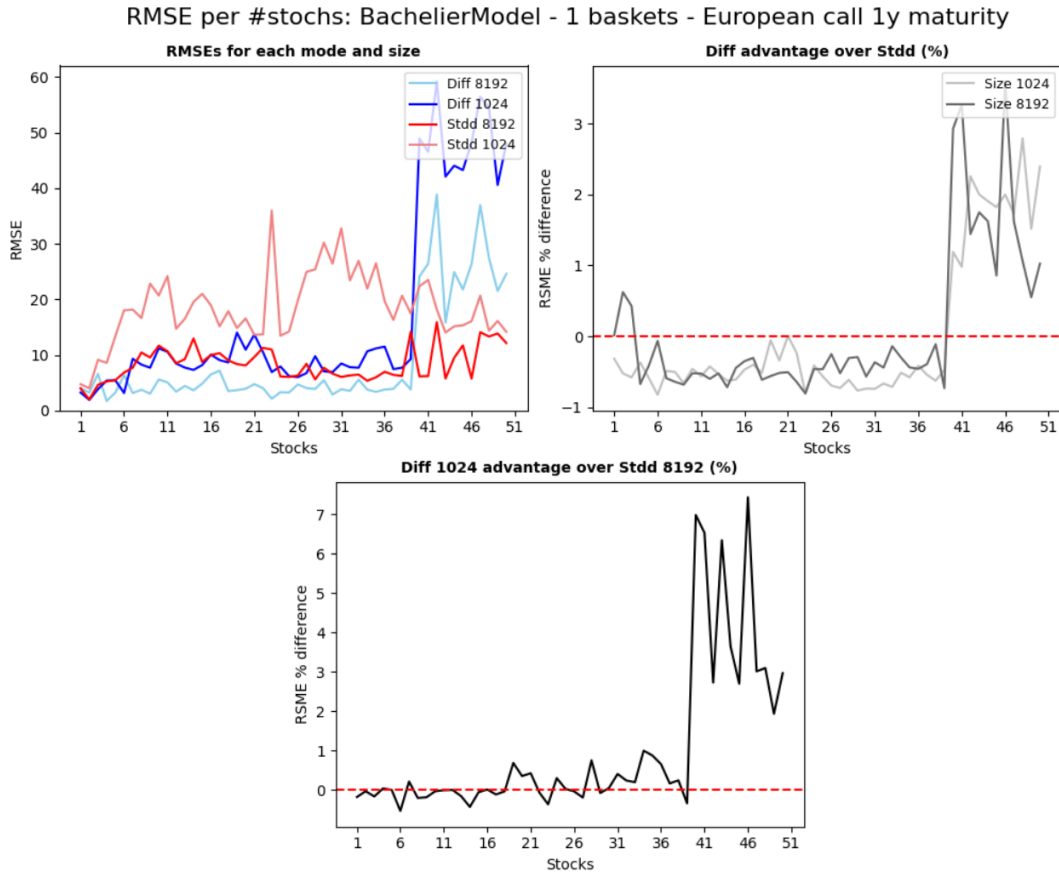 RMSE per #stochs: BachelierModel - 1 baskets - European call 1y maturity
RMSEs for each mode and size
Diff advantage over Stdd (%)
60
50
40
30
20
10
0
RMSE
Diff 8192
Diff 1024
Stdd 8192
Stdd 1024
1 6 11 16 21 26 31 36 41 46 51
Stocks
3
2
1
0
−1
RSME % difference
Size 1024
Size 8192
1 6 11 16 21 26 31 36 41 46 51
Stocks
Diff 1024 advantage over Stdd 8192 (%)
7
6
5
4
3
2
1
0
RSME % difference
1 6 11 16 21 26 31 36 41 46 51
Stocks